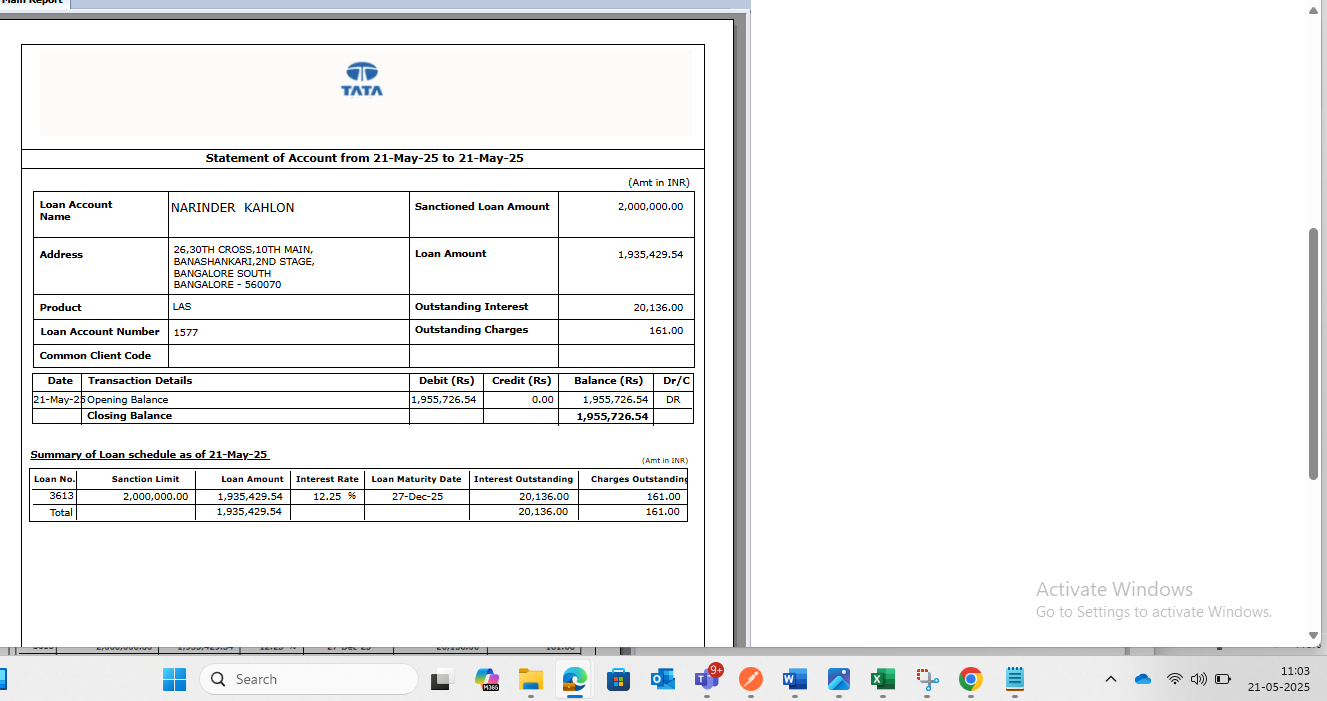 Main Report
TATA
Statement of Account from 21-May-25 to 21-May-25
(Amt in INR)
Loan Account Name NARINDER KAHLON Sanctioned Loan Amount 2,000,000.00
Address 26,30TH CROSS,10TH MAIN, Loan Amount 1,935,429.54
BANASHANKARI,2ND STAGE,
BANGALORE SOUTH
BANGALORE - 560070
Product LAS Outstanding Interest 20,136.00
Loan Account Number 1577 Outstanding Charges 161.00
Common Client Code
Date Transaction Details Debit (Rs) Credit (Rs) Balance (Rs) Dr/C
21-May-25 Opening Balance 1,955,726.54 0.00 1,955,726.54 DR
Closing Balance 1,955,726.54
Summary of Loan schedule as of 21-May-25
(Amt in INR)
Loan No. Sanction Limit Loan Amount Interest Rate Loan Maturity Date Interest Outstanding Charges Outstanding
3613 2,000,000.00 1,935,429.54 12.25 % 27-Dec-25 20,136.00 161.00
Total 1,935,429.54 20,136.00 161.00
Activate Windows
Go to Settings to activate Windows.
Search
M365
9+
11:03
21-05-2025